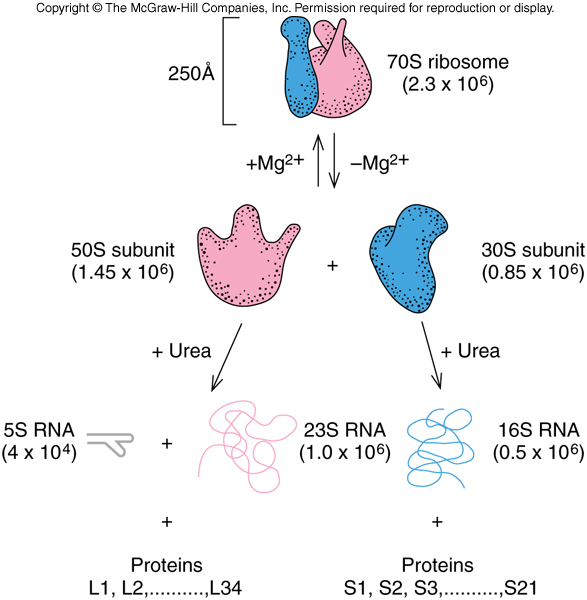 Copyright © The McGraw-Hill Companies, Inc. Permission required for reproduction or display.
250Å
70S ribosome
(2.3 x 10⁶)
+Mg²⁺
–Mg²⁺
50S subunit
(1.45 x 10⁶)
+
30S subunit
(0.85 x 10⁶)
+ Urea
+ Urea
5S RNA
(4 x 10⁴)
+
23S RNA
(1.0 x 10⁶)
16S RNA
(0.5 x 10⁶)
+
+
Proteins
L1, L2,..........,L34
Proteins
S1, S2, S3,..........,S21